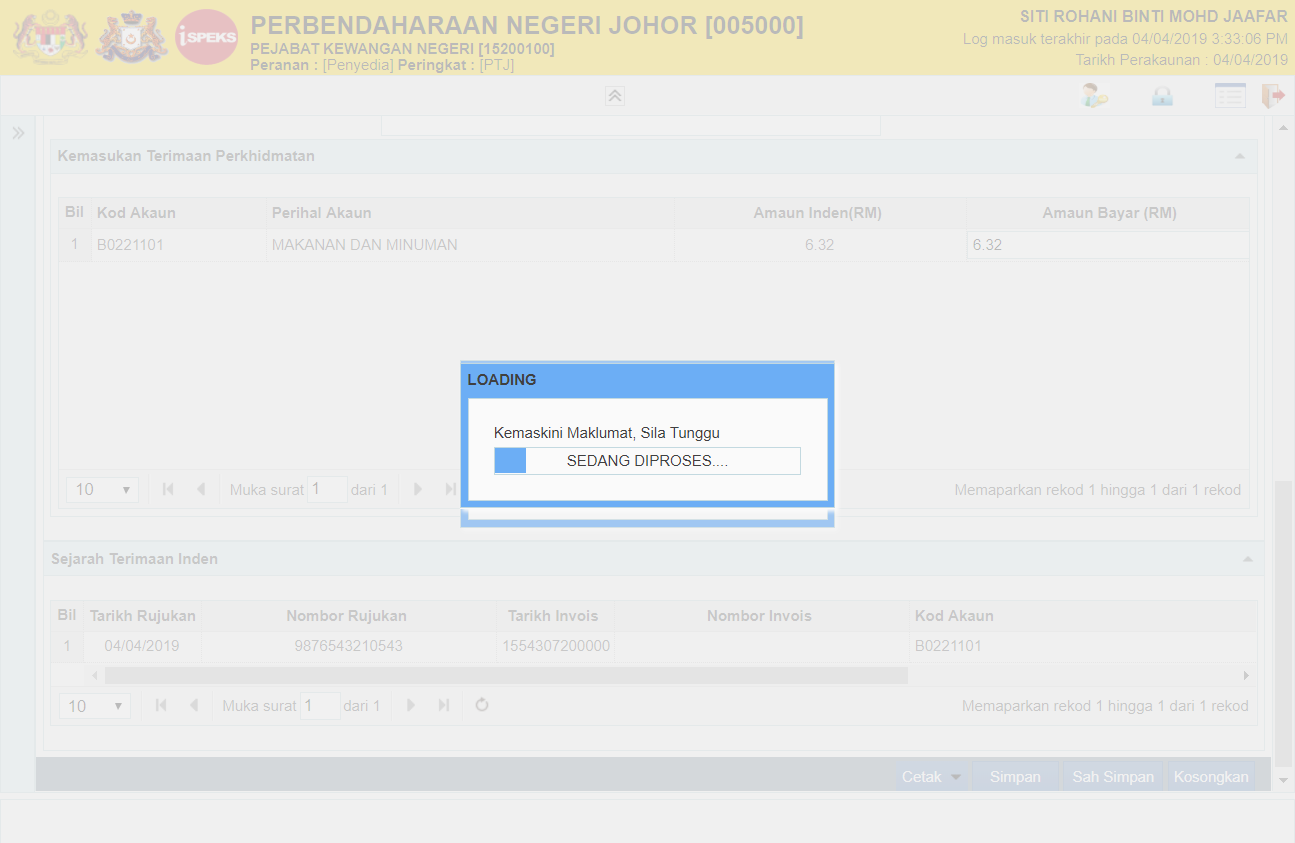 PERBENDAHARAAN NEGERI JOHOR [005000]
SITI ROHANI BINTI MOHD JAAFAR
iSPEKS
PEJABAT KEWANGAN NEGERI [15200100]
Log masuk terakhir pada 04/04/2019 3:33:06 PM
Peranan : [Penyedia] Peringkat : [PTJ]
Tarikh Perakaunan : 04/04/2019
Kemasukan Terimaan Perkhidmatan
Bil Kod Akaun Perihal Akaun Amaun Inden(RM) Amaun Bayar (RM)
1 B0221101 MAKANAN DAN MINUMAN 6.32 6.32
LOADING
Kemaskini Maklumat, Sila Tunggu
SEDANG DIPROSES....
10 Muka surat 1 dari 1 Memaparkan rekod 1 hingga 1 dari 1 rekod
Sejarah Terimaan Inden
Bil Tarikh Rujukan Nombor Rujukan Tarikh Invois Nombor Invois Kod Akaun
1 04/04/2019 9876543210543 1554307200000 B0221101
10 Muka surat 1 dari 1 Memaparkan rekod 1 hingga 1 dari 1 rekod
Cetak Simpan Sah Simpan Kosongkan